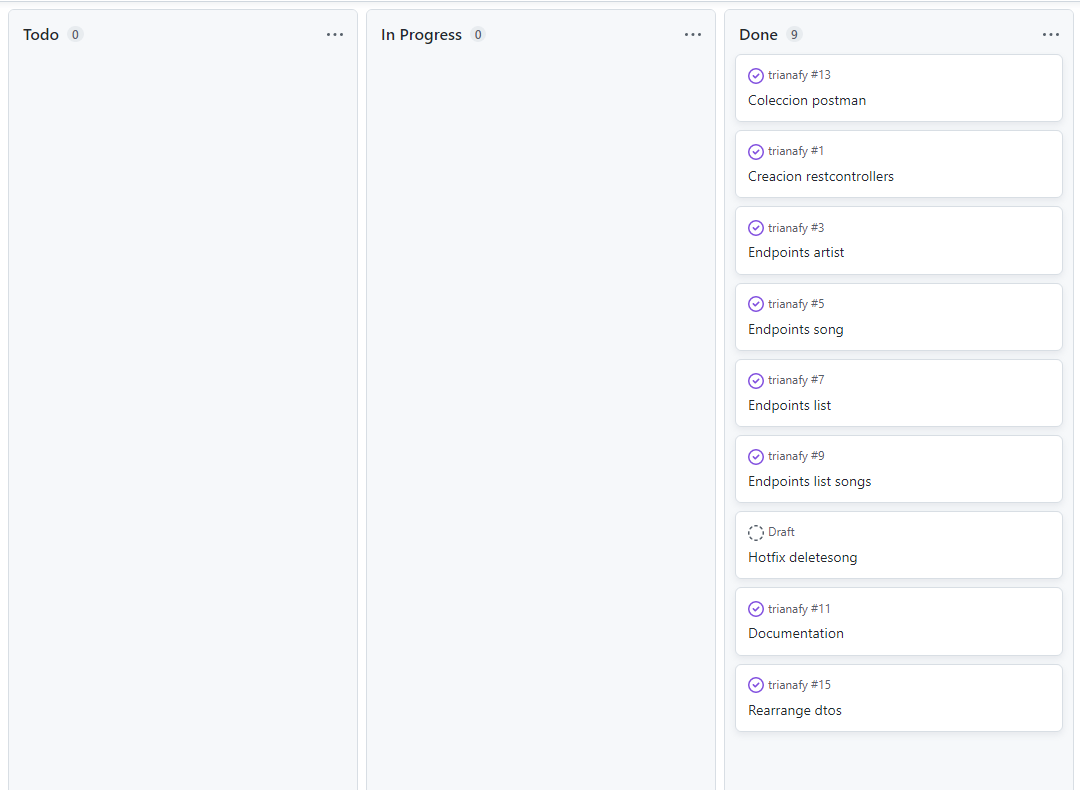 Todo 0
In Progress 0
Done 9
trianafy #13
Coleccion postman
trianafy #1
Creacion restcontrollers
trianafy #3
Endpoints artist
trianafy #5
Endpoints song
trianafy #7
Endpoints list
trianafy #9
Endpoints list songs
Draft
Hotfix deletesong
trianafy #11
Documentation
trianafy #15
Rearrange dtos